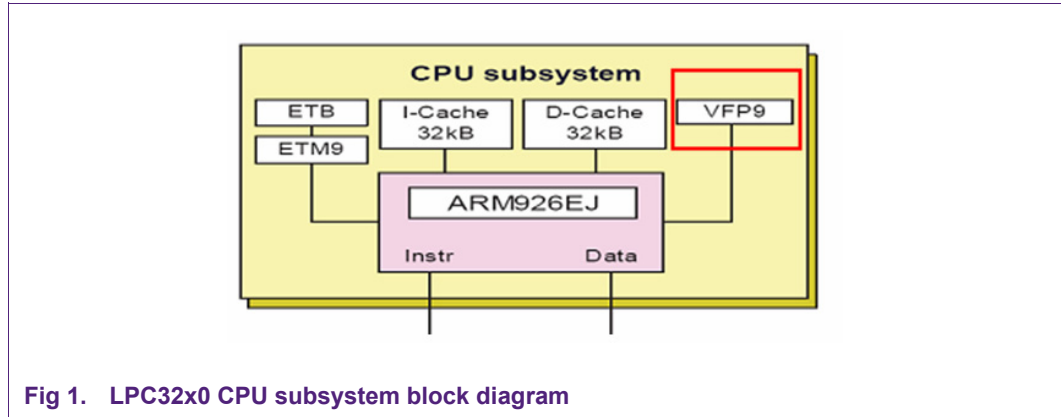 CPU subsystem
ETB
ETM9
I-Cache
32kB
D-Cache
32kB
VFP9
ARM926EJ
Instr Data
Fig 1. LPC32x0 CPU subsystem block diagram